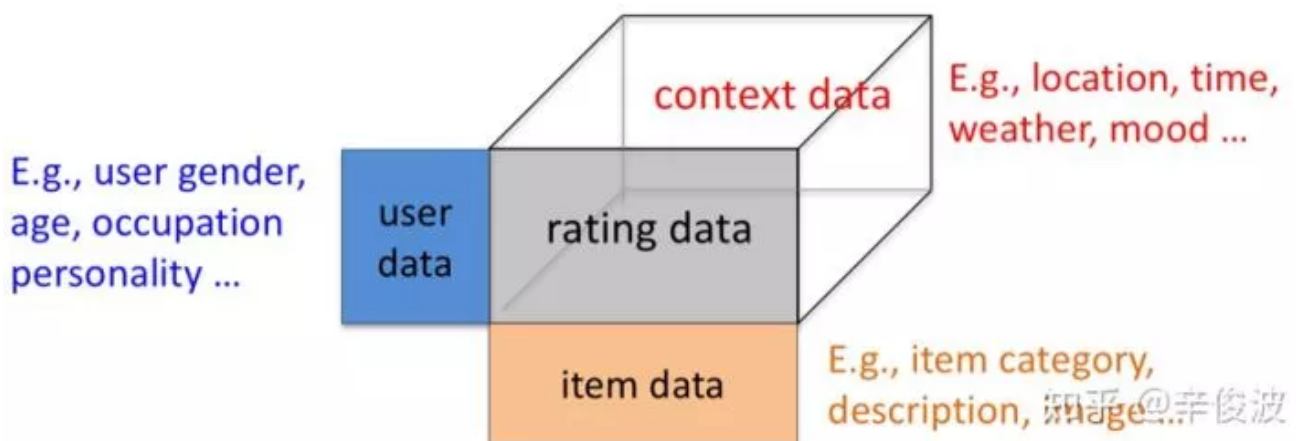 context data
E.g., location, time,
weather, mood ...
E.g., user gender,
age, occupation
personality ...
user
data
rating data
item data
E.g., item category,
description, image...
知乎 @辛俊波